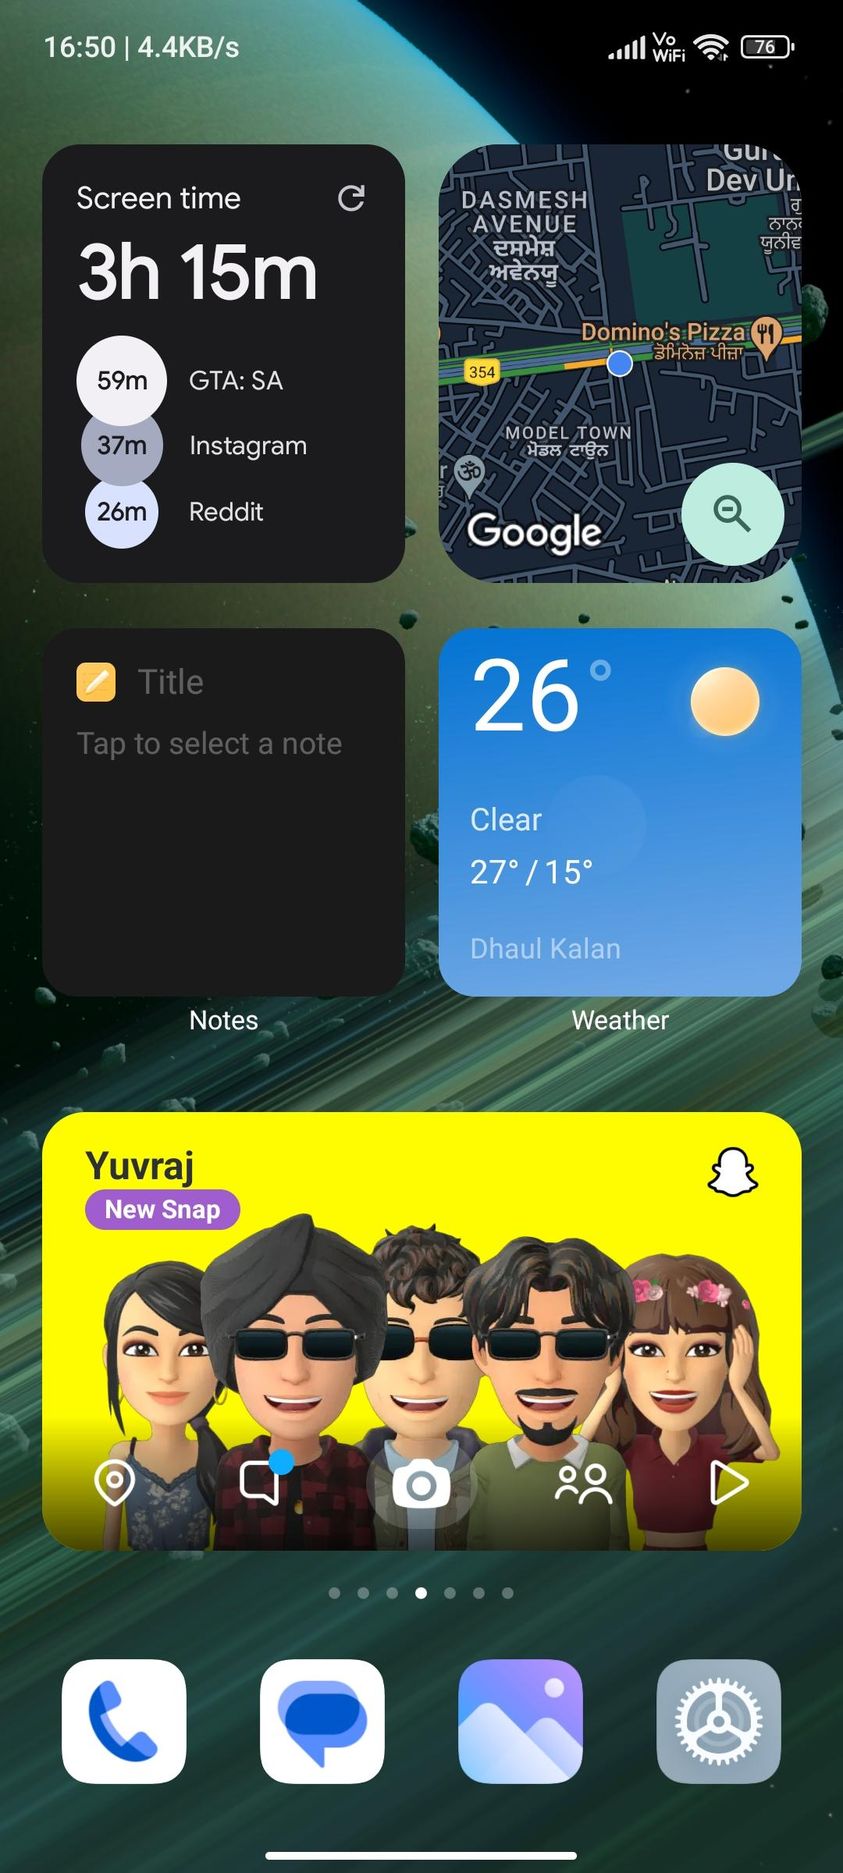 16:50 | 4.4KB/s
Vo
WiFi
76
Screen time
3h 15m
59m GTA: SA
37m Instagram
26m Reddit
Dev Un
DASMESH
AVENUE
ਦਸਮੇਸ਼
ਅਵੇਨਯੂ
Domino's Pizza
ਡੋਮਿਨੋਜ਼ ਪੀਜ਼ਾ
354
MODEL TOWN
ਮੋਡਲ ਟਾਊਨ
Google
Title
Tap to select a note
Notes
26°
Clear
27° / 15°
Dhaul Kalan
Weather
Yuvraj
New Snap